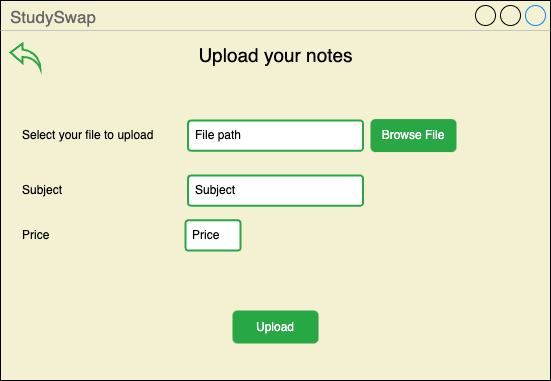 StudySwap
Upload your notes
Select your file to upload
File path
Browse File
Subject
Subject
Price
Price
Upload